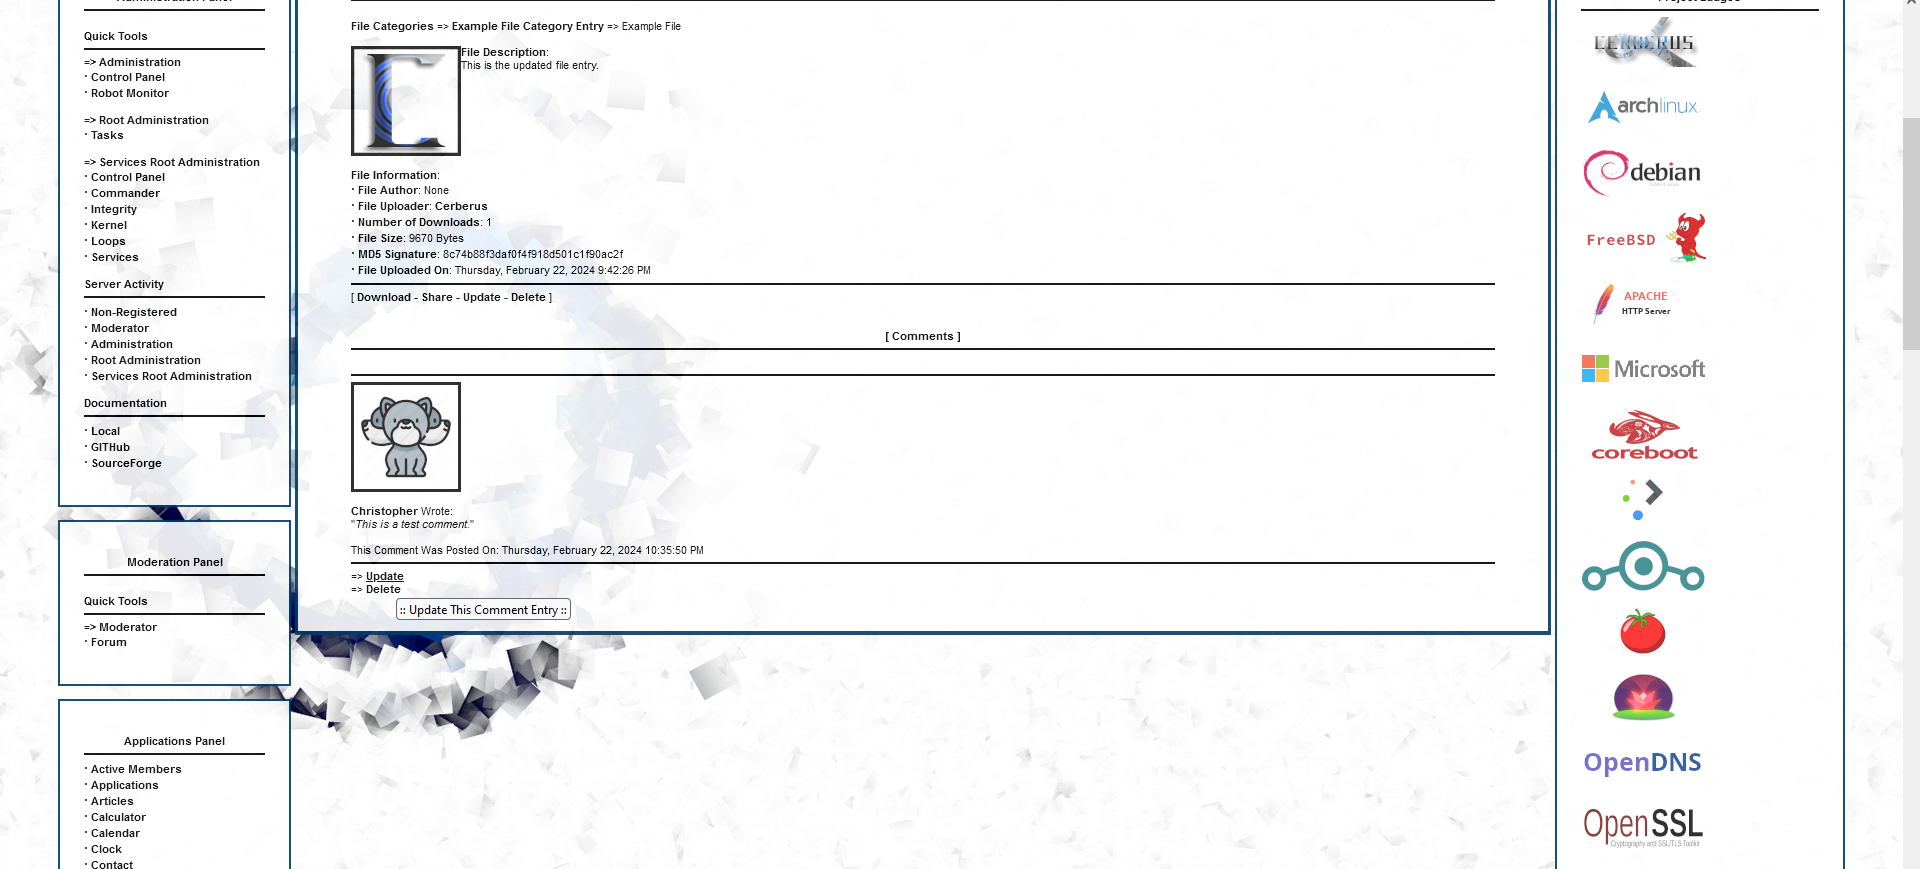 Quick Tools
=> Administration
· Control Panel
· Robot Monitor
=> Root Administration
· Tasks
=> Services Root Administration
· Control Panel
· Commander
· Integrity
· Kernel
· Loops
· Services
Server Activity
· Non-Registered
· Moderator
· Administration
· Root Administration
· Services Root Administration
Documentation
· Local
· GITHub
· SourceForge
Moderation Panel
Quick Tools
=> Moderator
· Forum
Applications Panel
· Active Members
· Applications
· Articles
· Calculator
· Calendar
· Clock
· Contact
File Categories => Example File Category Entry => Example File
File Description:
This is the updated file entry.
File Information:
· File Author: None
· File Uploader: Cerberus
· Number of Downloads: 1
· File Size: 9670 Bytes
· MD5 Signature: 8c74b88f3daf0f4f918d501c1f90ac2f
· File Uploaded On: Thursday, February 22, 2024 9:42:26 PM
[ Download - Share - Update - Delete ]
[ Comments ]
Christopher Wrote:
"This is a test comment."
This Comment Was Posted On: Thursday, February 22, 2024 10:35:50 PM
=> Update
=> Delete
:: Update This Comment Entry ::
CERBERUS
archlinux
debian
FreeBSD
APACHE
HTTP Server
Microsoft
coreboot
OpenDNS
OpenSSL
Cryptography and SSL/TLS Toolkit